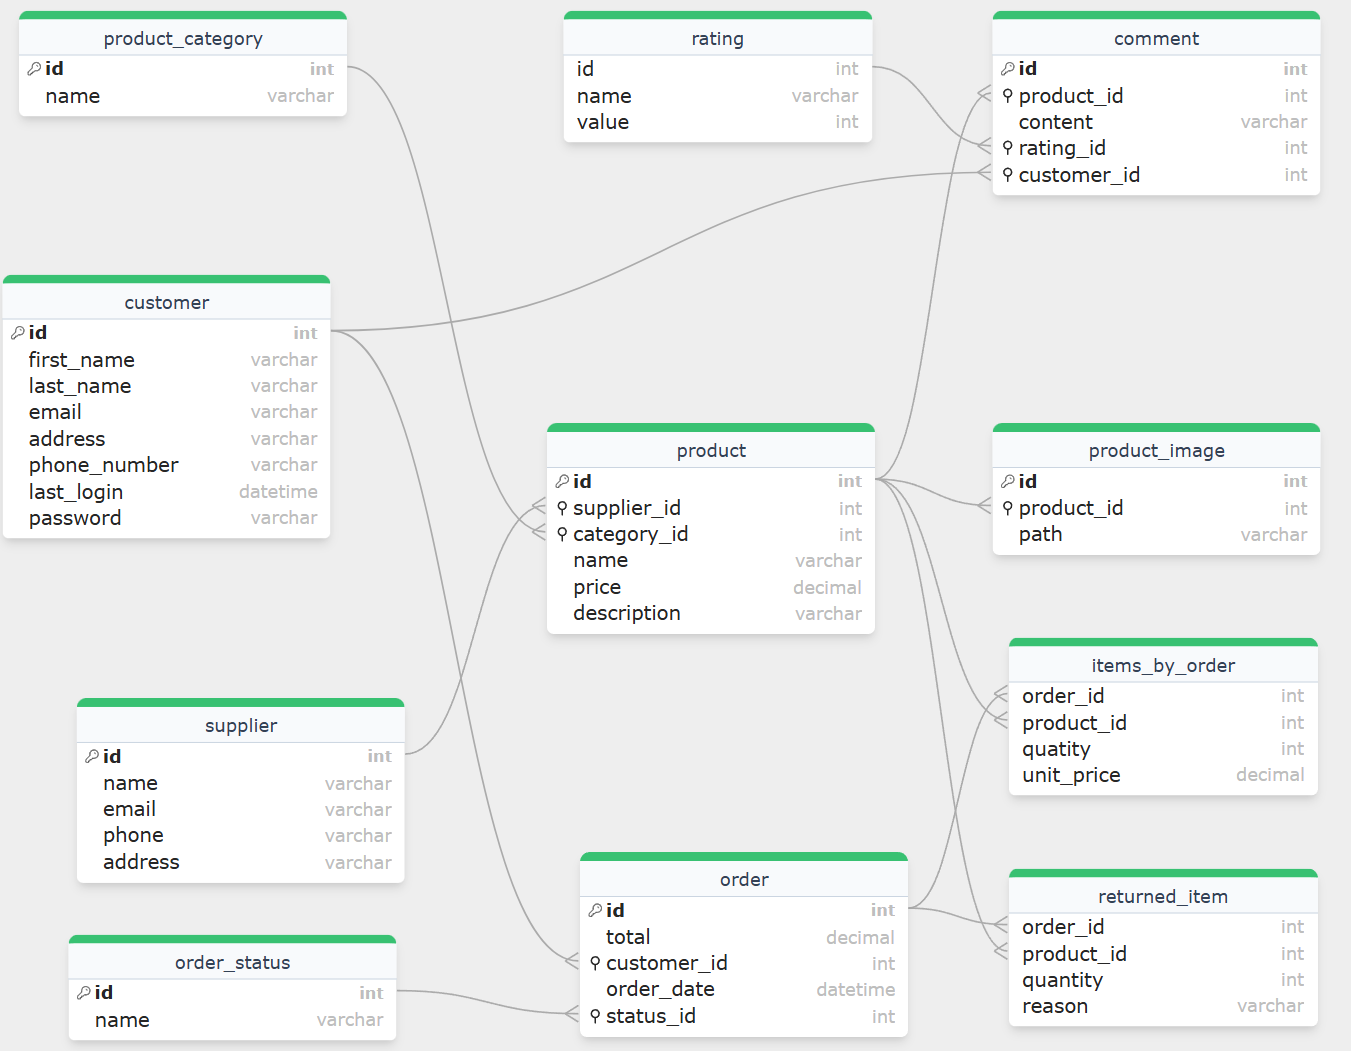 product_category
id int
name varchar
rating
id int
name varchar
value int
comment
id int
product_id int
content varchar
rating_id int
customer_id int
customer
id int
first_name varchar
last_name varchar
email varchar
address varchar
phone_number varchar
last_login datetime
password varchar
product
id int
supplier_id int
category_id int
name varchar
price decimal
description varchar
product_image
id int
product_id int
path varchar
items_by_order
order_id int
product_id int
quatity int
unit_price decimal
supplier
id int
name varchar
email varchar
phone varchar
address varchar
order
id int
total decimal
customer_id int
order_date datetime
status_id int
returned_item
order_id int
product_id int
quantity int
reason varchar
order_status
id int
name varchar